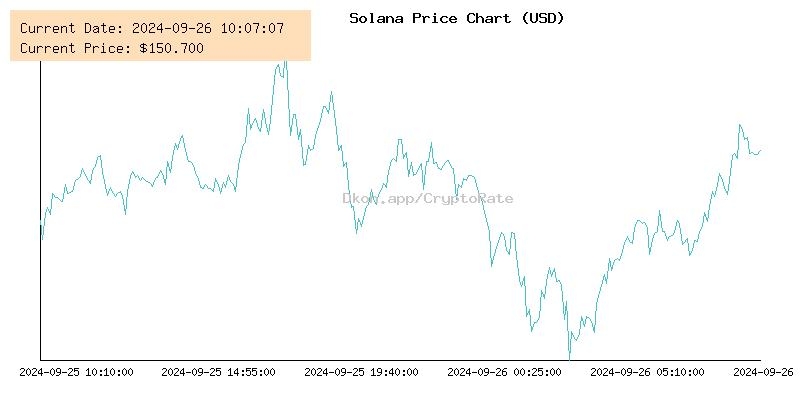 Solana Price Chart (USD)
Current Date: 2024-09-26 10:07:07
Current Price: $150.700
Dkon.app/CryptoRate
2024-09-25 10:10:00 2024-09-25 14:55:00 2024-09-25 19:40:00 2024-09-26 00:25:00 2024-09-26 05:10:00 2024-09-26